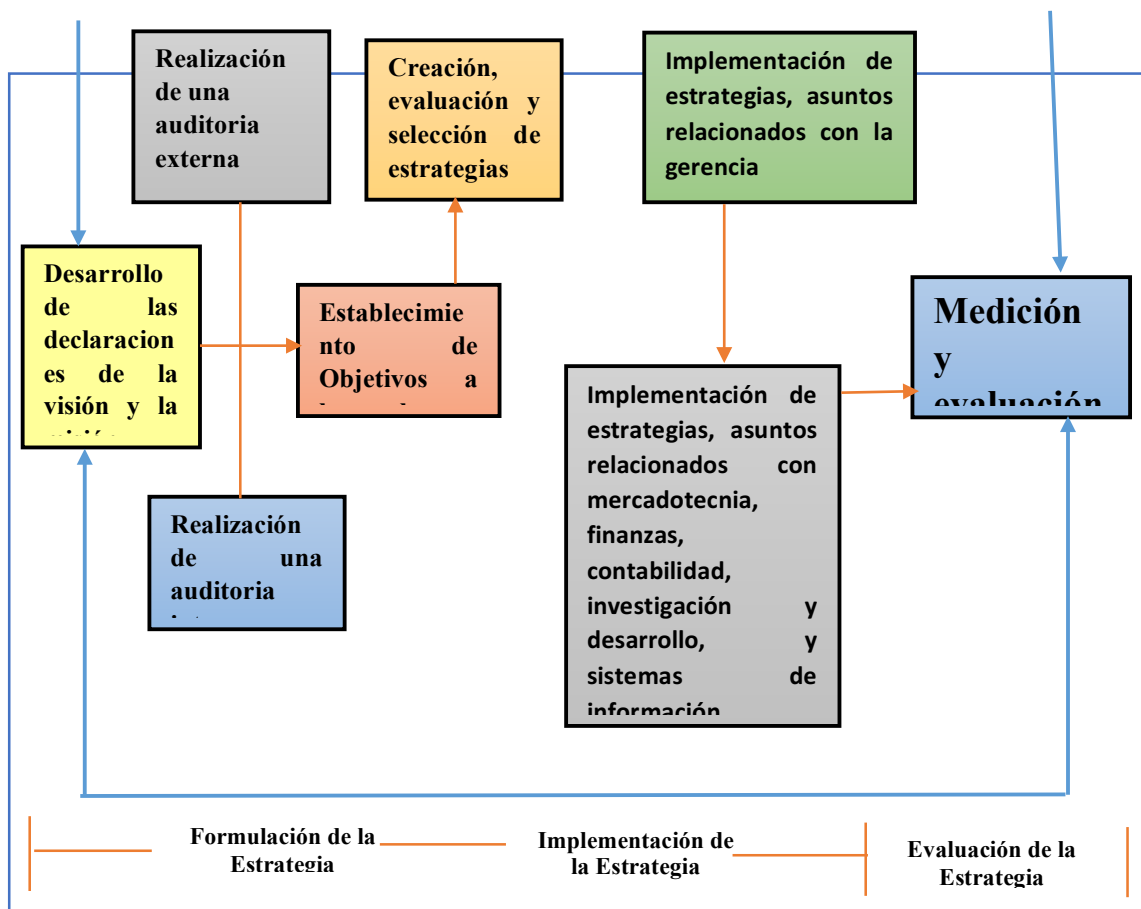 Realización
de una
auditoria
externa
Creación,
evaluación y
selección de
estrategias
Implementación de
estrategias, asuntos
relacionados con la
gerencia
Desarrollo
de las
declaracion
es de la
visión y la
Establecimie
nto de
Objetivos a
Medición
y
evaluación
Realización
de una
auditoria
Implementación de
estrategias, asuntos
relacionados con
mercadotecnia,
finanzas,
contabilidad,
investigación y
desarrollo, y
sistemas de
información
Formulación de la
Estrategia
Implementación de
la Estrategia
Evaluación de la
Estrategia